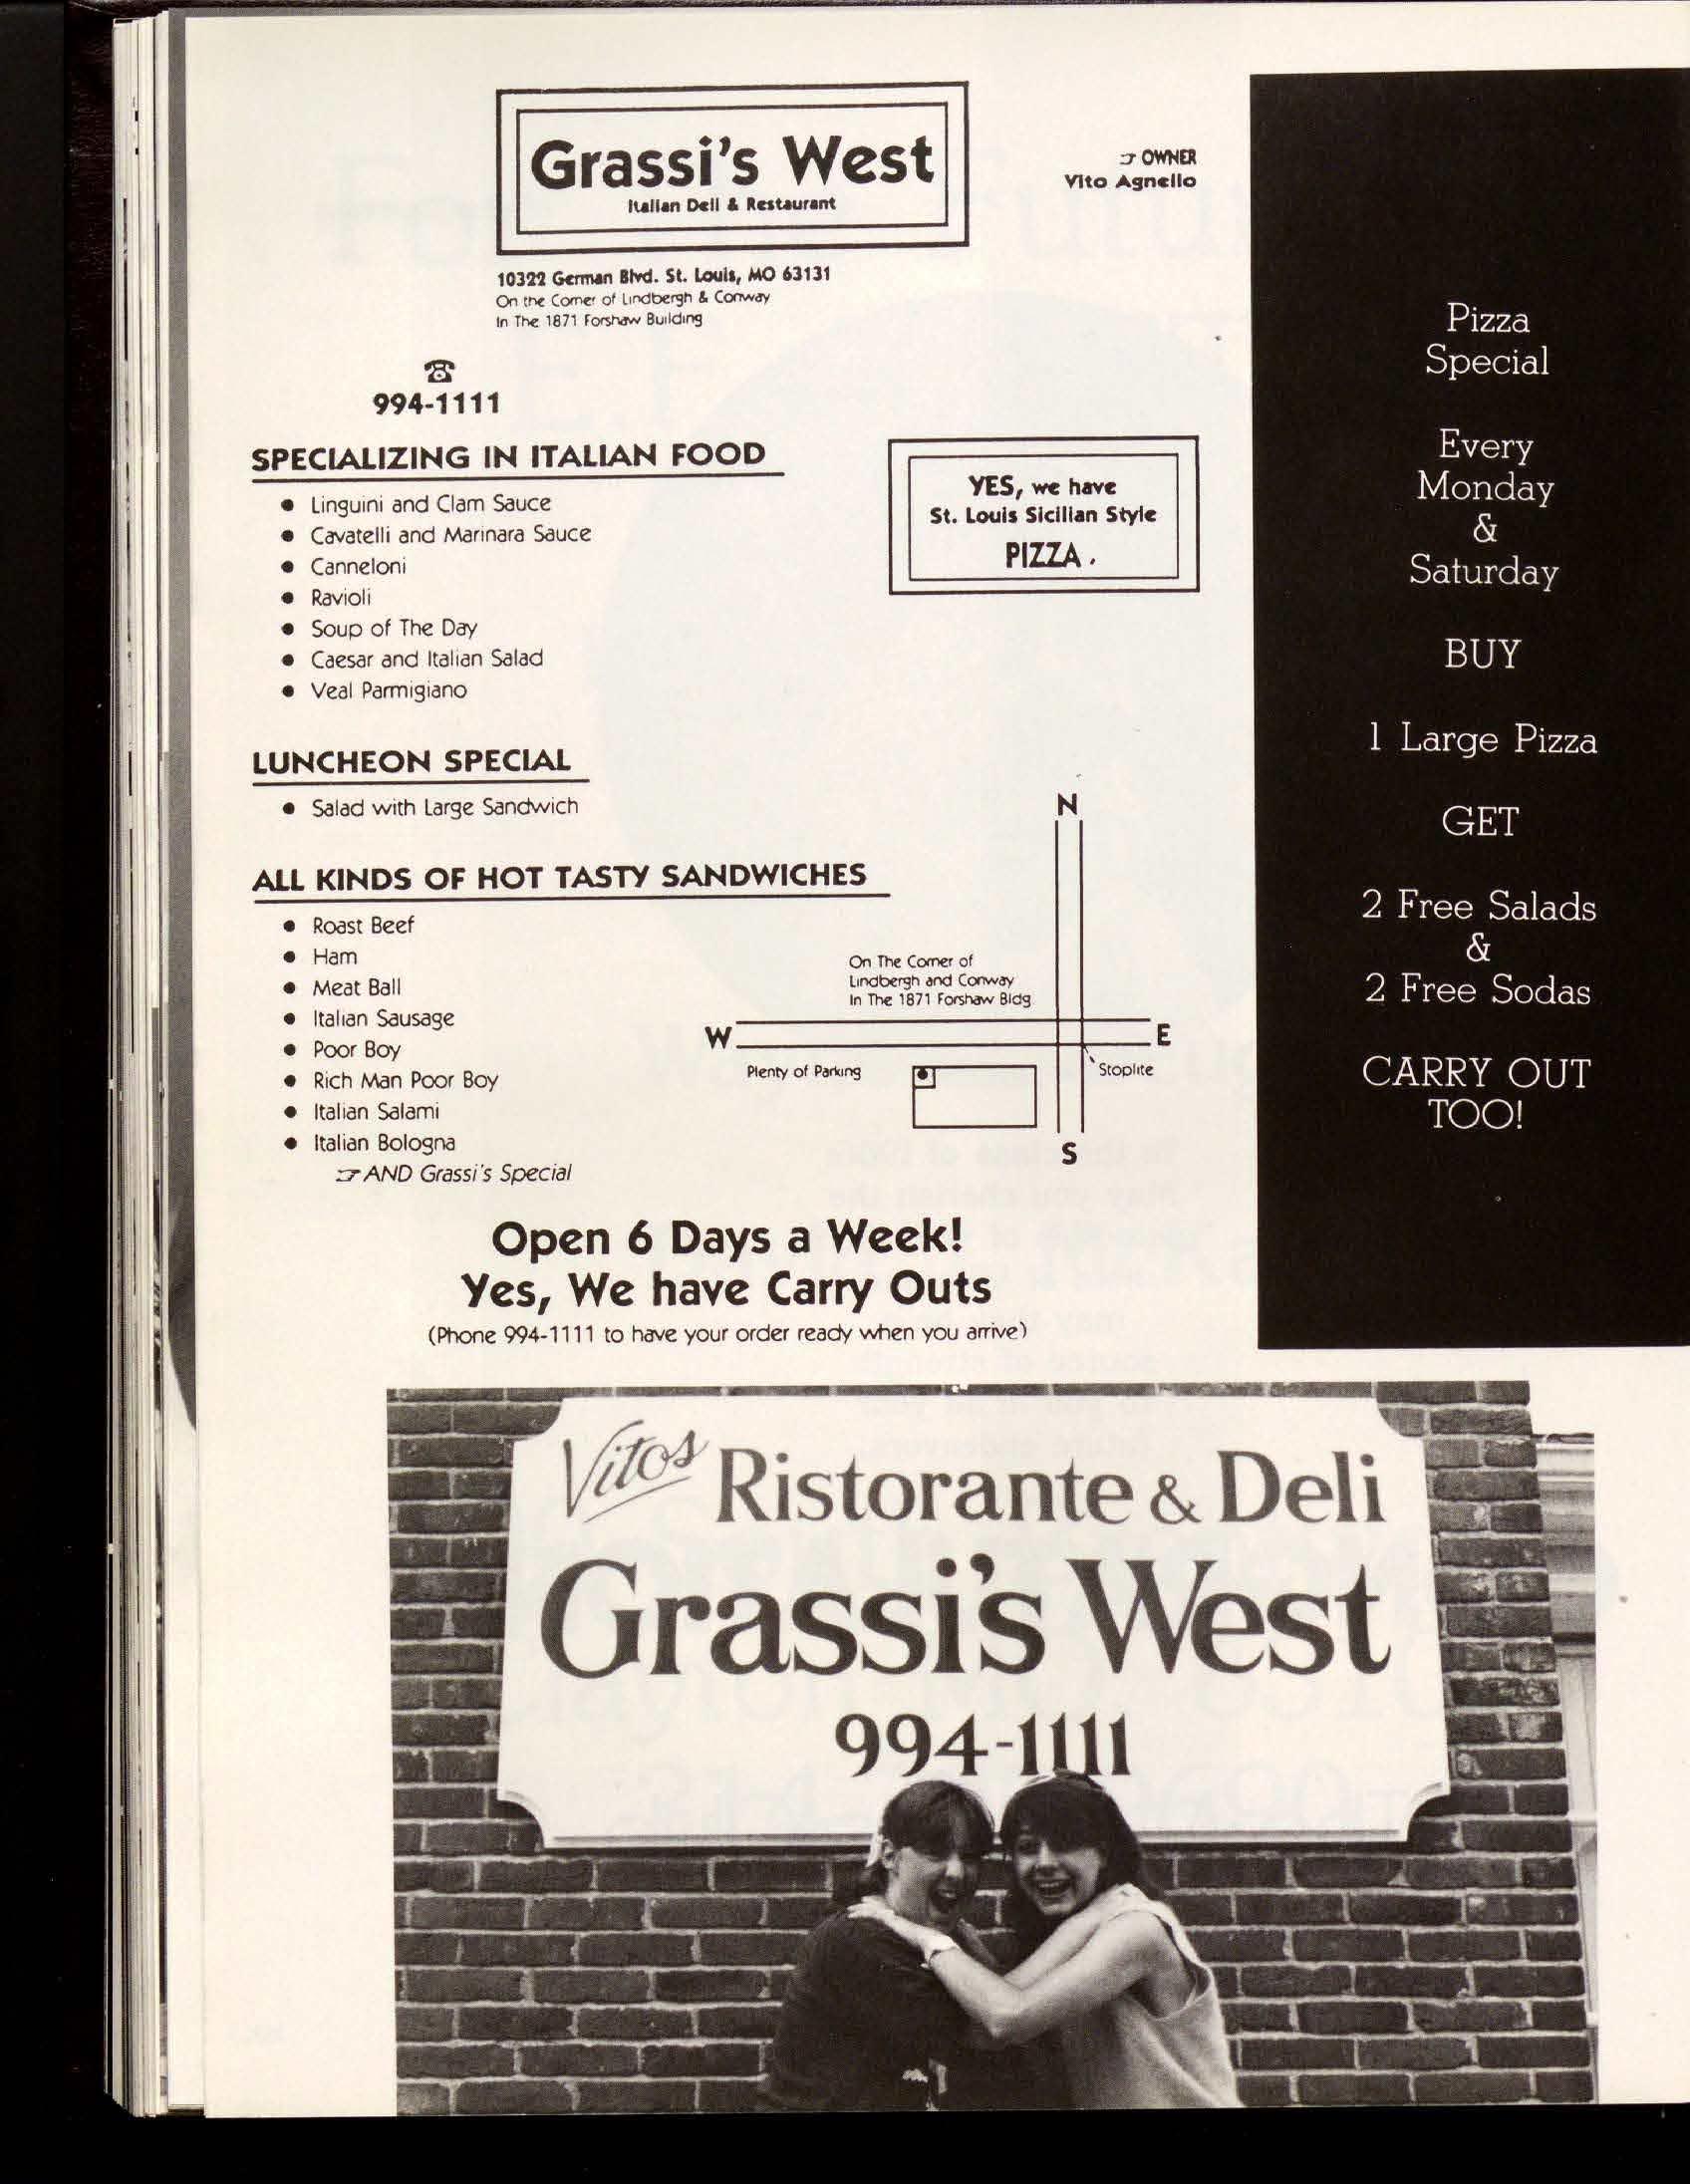 Grassi's West
Italian Deli & Restaurant
☞ OWNER
Vito Agnello
10322 German Blvd. St. Louis, MO 63131
On the Corner of Lindbergh & Conway
In The 1871 Forshaw Building
☎
994-1111
SPECIALIZING IN ITALIAN FOOD
• Linguini and Clam Sauce
• Cavatelli and Marinara Sauce
• Canneloni
• Ravioli
• Soup of The Day
• Caesar and Italian Salad
• Veal Parmigiano
YES, we have
St. Louis Sicilian Style
PIZZA.
LUNCHEON SPECIAL
• Salad with Large Sandwich
ALL KINDS OF HOT TASTY SANDWICHES
• Roast Beef
• Ham
• Meat Ball
• Italian Sausage
• Poor Boy
• Rich Man Poor Boy
• Italian Salami
• Italian Bologna
☞ AND Grassi's Special
N
On The Corner of
Lindbergh and Conway
In The 1871 Forshaw Bldg
W
E
Plenty of Parking
Stoplite
S
Open 6 Days a Week!
Yes, We have Carry Outs
(Phone 994-1111 to have your order ready when you arrive)
Pizza
Special
Every
Monday
&
Saturday
BUY
1 Large Pizza
GET
2 Free Salads
&
2 Free Sodas
CARRY OUT
TOO!
Vitos Ristorante & Deli
Grassi's West
994-1111